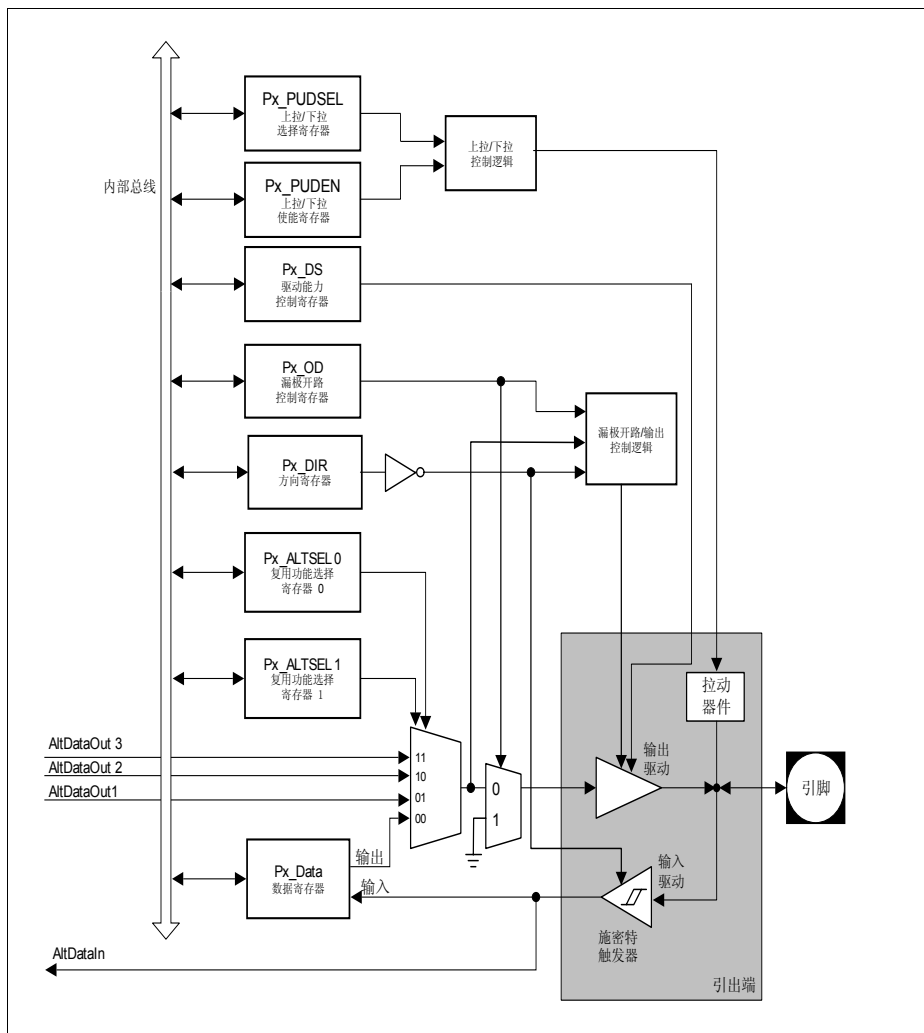 Px_PUDSEL
上拉/下拉
选择寄存器
上拉/下拉
控制逻辑
内部总线
Px_PUDEN
上拉/下拉
使能寄存器
Px_DS
驱动能力
控制寄存器
Px_OD
漏极开路
控制寄存器
漏极开路/输出
控制逻辑
Px_DIR
方向寄存器
Px_ALTSEL0
复用功能选择
寄存器 0
Px_ALTSEL1
复用功能选择
寄存器 1
拉动
器件
AltDataOut 3
AltDataOut 2
AltDataOut1
11
10
01
00
0
1
输出
驱动
引脚
Px_Data
数据寄存器
输出
输入
输入
驱动
施密特
触发器
AltDataIn
引出端